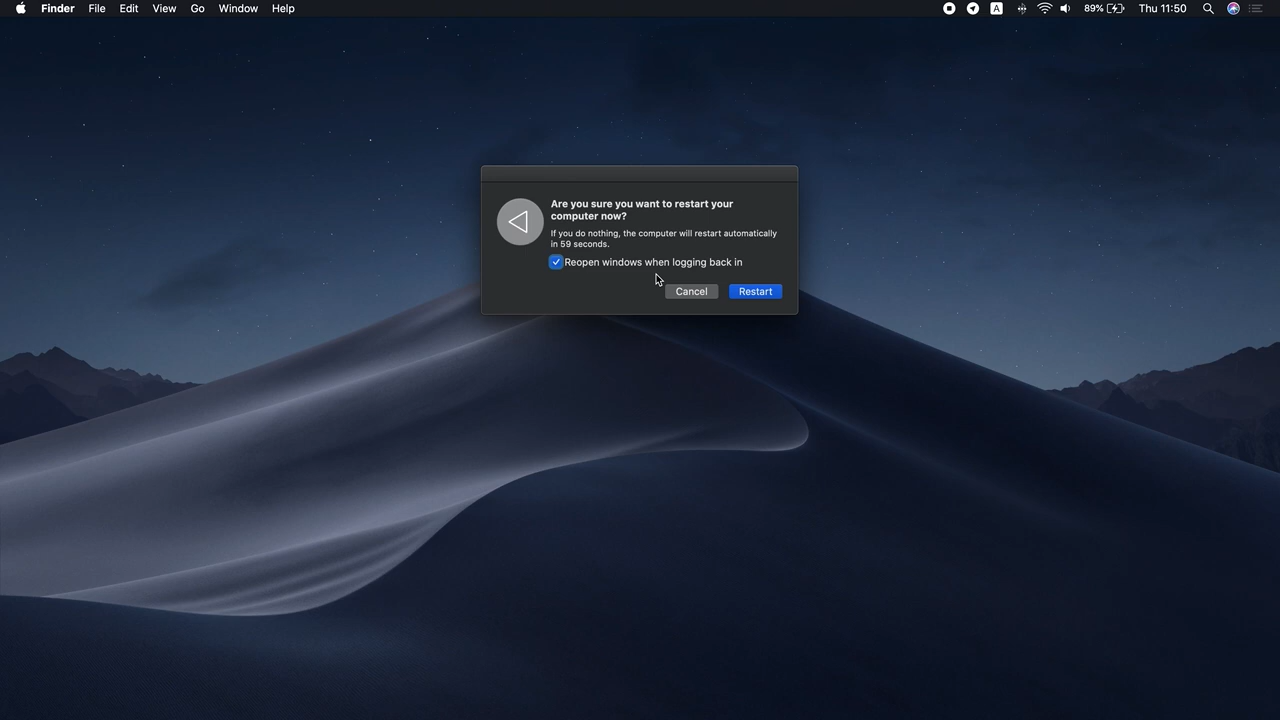 Finder File Edit View Go Window Help A 89% Thu 11:50
Are you sure you want to restart your
computer now?
If you do nothing, the computer will restart automatically
in 59 seconds.
Reopen windows when logging back in
Cancel Restart